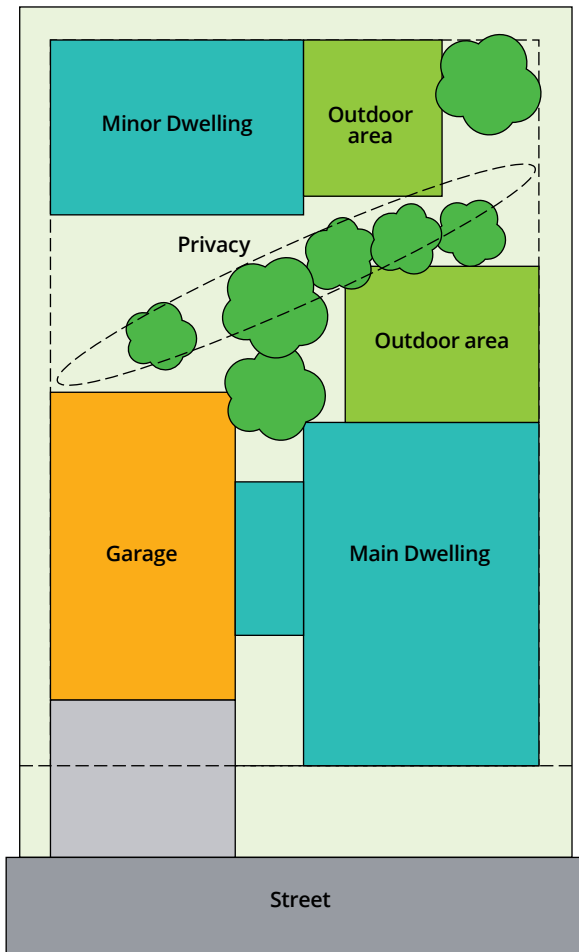 Minor Dwelling
Outdoor
area
Privacy
Outdoor area
Garage
Main Dwelling
Street